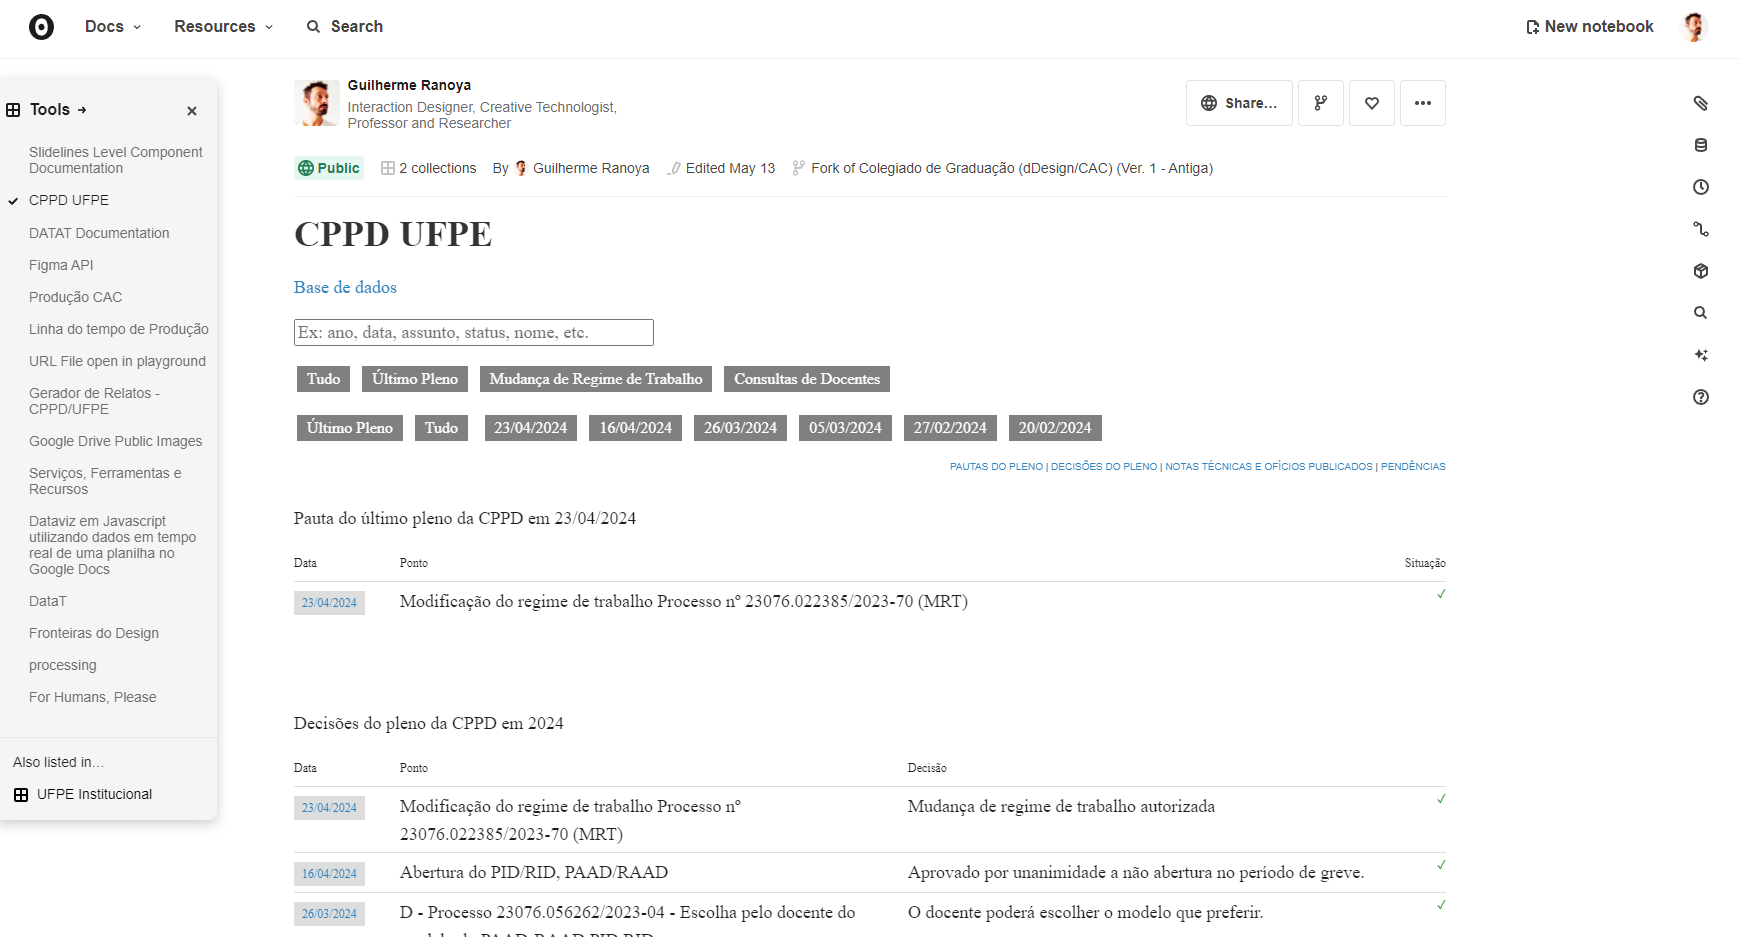 Docs
Resources
Search
New notebook
Tools
Slidelines Level Component
Documentation
CPPD UFPE
DATAT Documentation
Figma API
Produção CAC
Linha do tempo de Produção
URL File open in playground
Gerador de Relatos -
CPPD/UFPE
Google Drive Public Images
Serviços, Ferramentas e
Recursos
Dataviz em Javascript
utilizando dados em tempo
real de uma planilha no
Google Docs
DataT
Fronteiras do Design
processing
For Humans, Please
Also listed in…
UFPE Institucional
Guilherme Ranoya
Interaction Designer, Creative Technologist,
Professor and Researcher
Share...
Public 2 collections By Guilherme Ranoya Edited May 13 Fork of Colegiado de Graduação (dDesign/CAC) (Ver. 1 - Antiga)
CPPD UFPE
Base de dados
Ex: ano, data, assunto, status, nome, etc.
Tudo Último Pleno Mudança de Regime de Trabalho Consultas de Docentes
Último Pleno Tudo 23/04/2024 16/04/2024 26/03/2024 05/03/2024 27/02/2024 20/02/2024
PAUTAS DO PLENO | DECISÕES DO PLENO | NOTAS TÉCNICAS E OFÍCIOS PUBLICADOS | PENDÊNCIAS
Pauta do último pleno da CPPD em 23/04/2024
Data Ponto Situação
23/04/2024 Modificação do regime de trabalho Processo nº 23076.022385/2023-70 (MRT) ✓
Decisões do pleno da CPPD em 2024
Data Ponto Decisão
23/04/2024 Modificação do regime de trabalho Processo nº Mudança de regime de trabalho autorizada ✓
23076.022385/2023-70 (MRT)
16/04/2024 Abertura do PID/RID, PAAD/RAAD Aprovado por unanimidade a não abertura no período de greve. ✓
26/03/2024 D - Processo 23076.056262/2023-04 - Escolha pelo docente do O docente poderá escolher o modelo que preferir. ✓